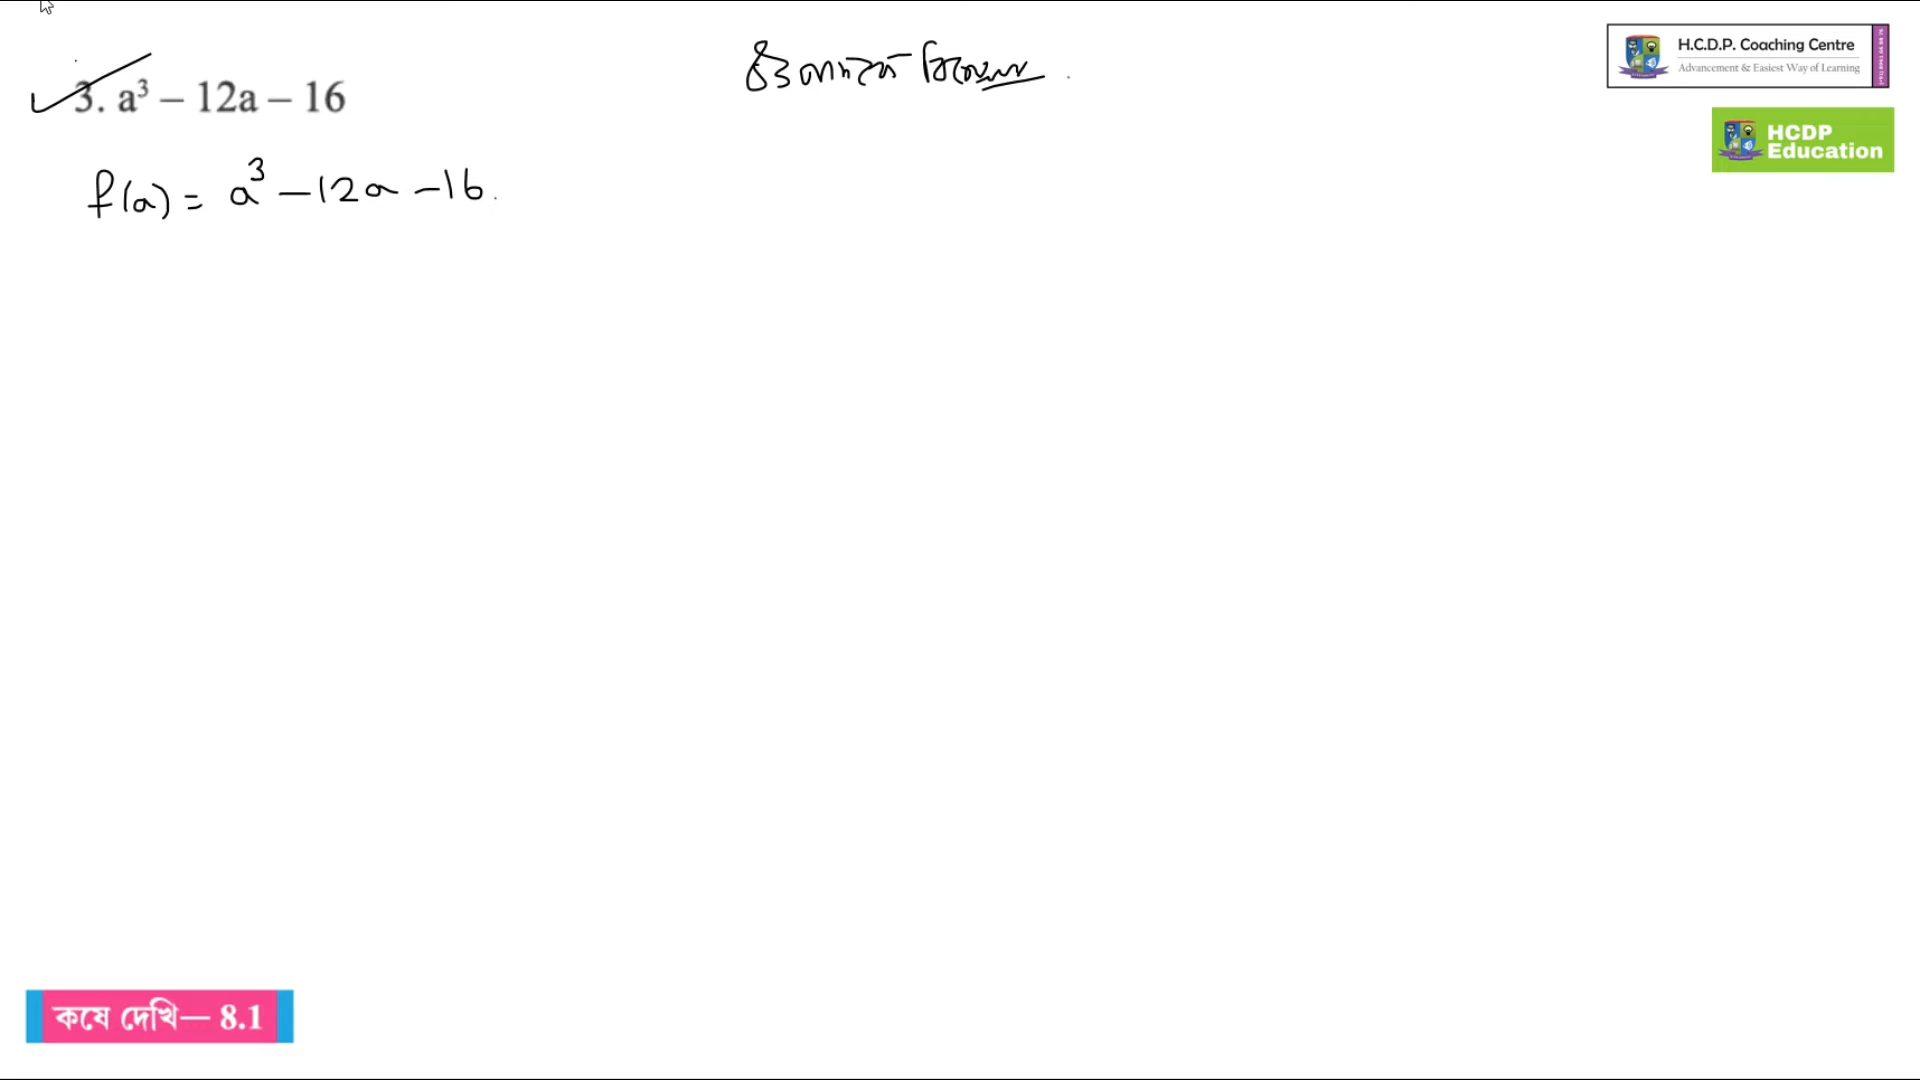 3. a³ – 12a – 16
উৎপাদকে বিশ্লেষণ
f(a) = a³ – 12a – 16.
H.C.D.P. Coaching Centre
Advancement & Easiest Way of Learning
HCDP
Education
কষে দেখি— 8.1